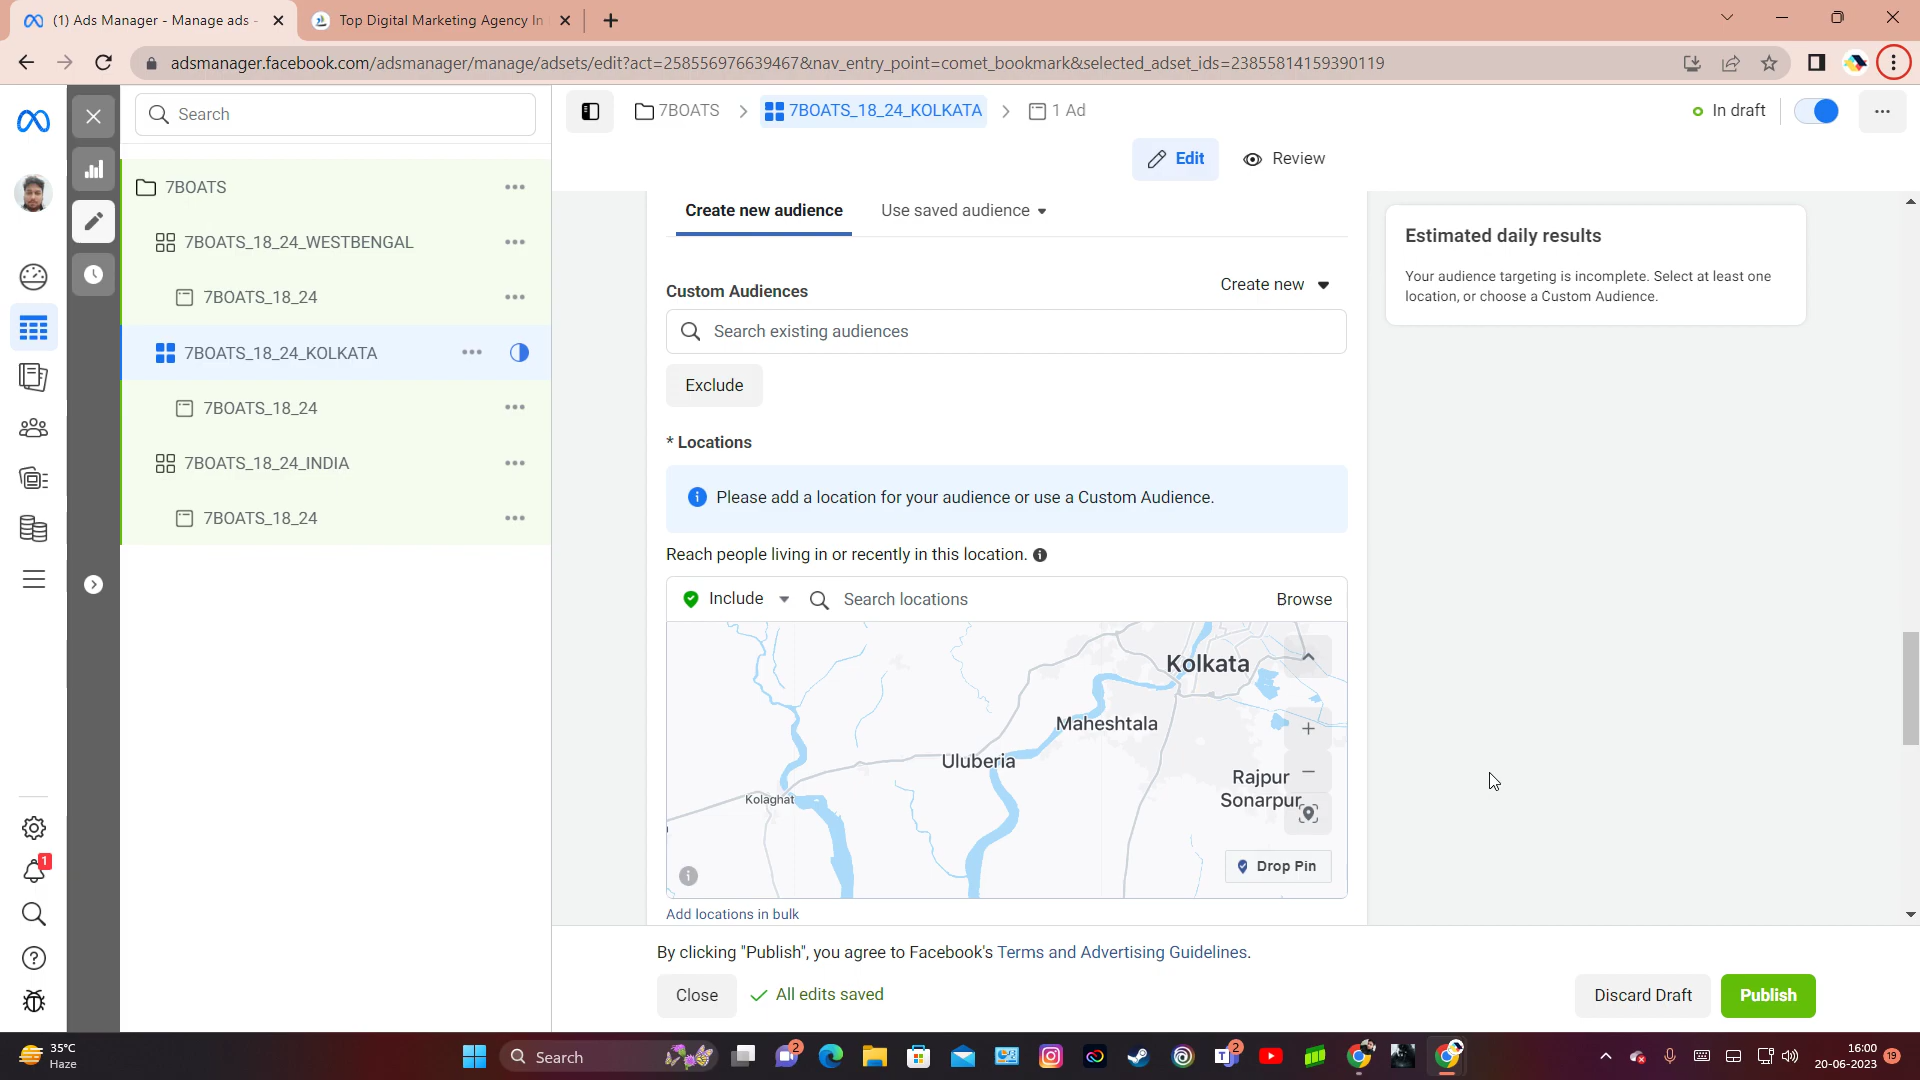 (1) Ads Manager - Manage ads -
Top Digital Marketing Agency In
adsmanager.facebook.com/adsmanager/manage/adsets/edit?act=258556976639467&nav_entry_point=comet_bookmark&selected_adset_ids=23855814159390119
Search
7BOATS
7BOATS_18_24_KOLKATA
1 Ad
In draft
Edit
Review
7BOATS
7BOATS_18_24_WESTBENGAL
7BOATS_18_24
7BOATS_18_24_KOLKATA
7BOATS_18_24
7BOATS_18_24_INDIA
7BOATS_18_24
Create new audience
Use saved audience
Custom Audiences
Create new
Search existing audiences
Exclude
* Locations
Please add a location for your audience or use a Custom Audience.
Reach people living in or recently in this location.
Include
Search locations
Browse
Kolkata
Maheshtala
Uluberia
Rajpur
Sonarpur
Kolaghat
Drop Pin
Add locations in bulk
Estimated daily results
Your audience targeting is incomplete. Select at least one
location, or choose a Custom Audience.
By clicking "Publish", you agree to Facebook's Terms and Advertising Guidelines.
Close
All edits saved
Discard Draft
Publish
1
35°C
Haze
Search
2
2
16:00
20-06-2023
19